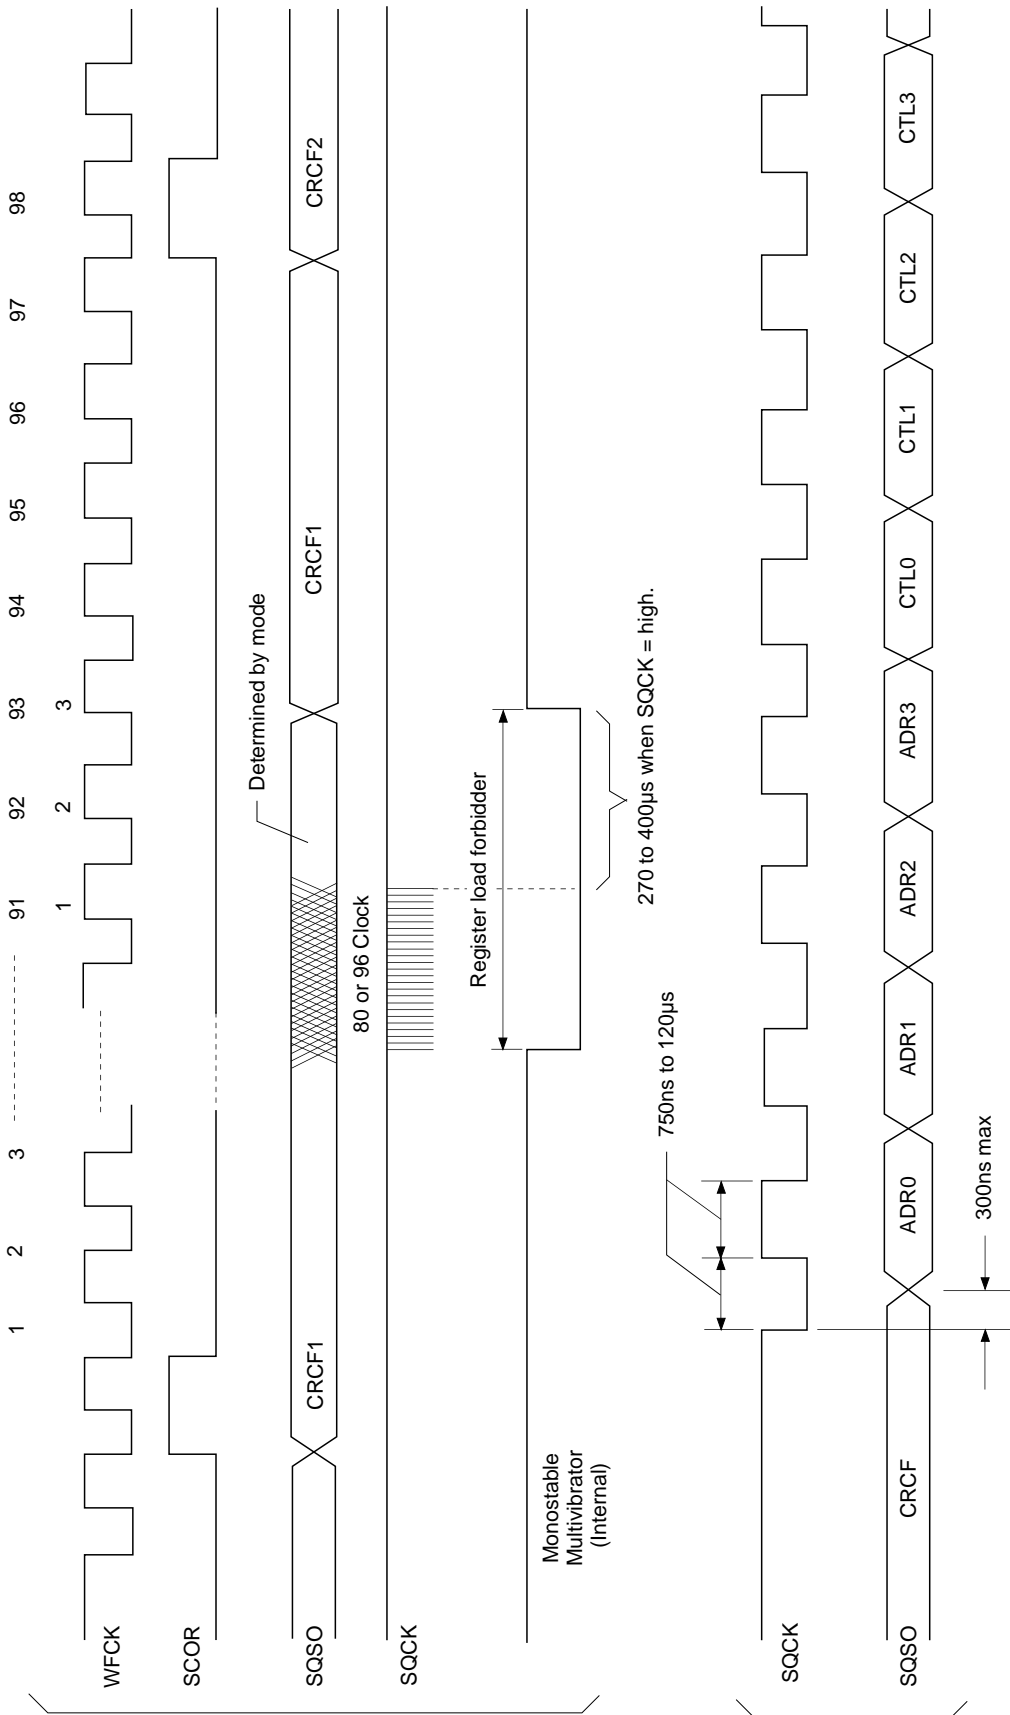 1 2 3 91 92 93 94 95 96 97 98
1 2 3
WFCK
SCOR
Determined by mode
SQSO CRCF1 CRCF1 CRCF2
80 or 96 Clock
SQCK
Register load forbidder
Monostable
Multivibrator
(Internal)
270 to 400µs when SQCK = high.
750ns to 120µs
SQCK
SQSO CRCF ADR0 ADR1 ADR2 ADR3 CTL0 CTL1 CTL2 CTL3
300ns max